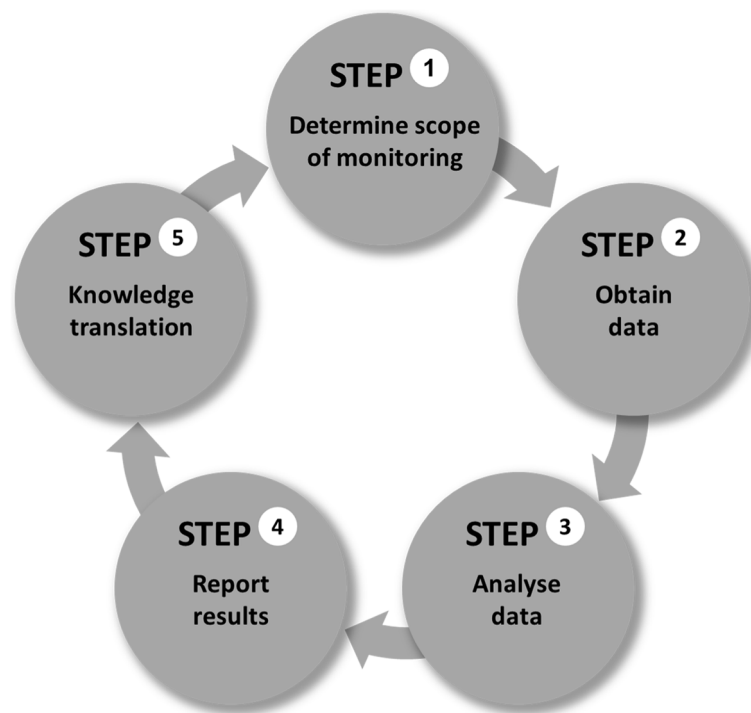 STEP 1
Determine scope
of monitoring
STEP 2
Obtain
data
STEP 3
Analyse
data
STEP 4
Report
results
STEP 5
Knowledge
translation